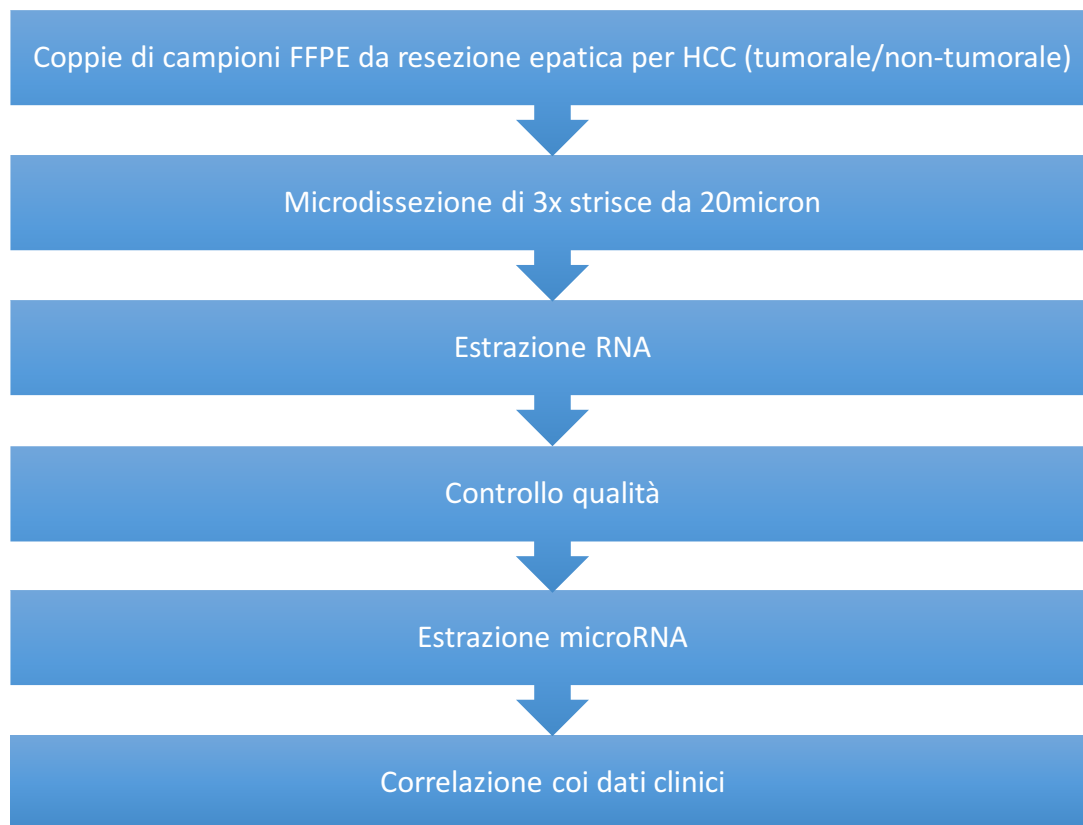 Coppie di campioni FFPE da resezione epatica per HCC (tumorale/non-tumorale)
Microdissezione di 3x strisce da 20micron
Estrazione RNA
Controllo qualità
Estrazione microRNA
Correlazione coi dati clinici